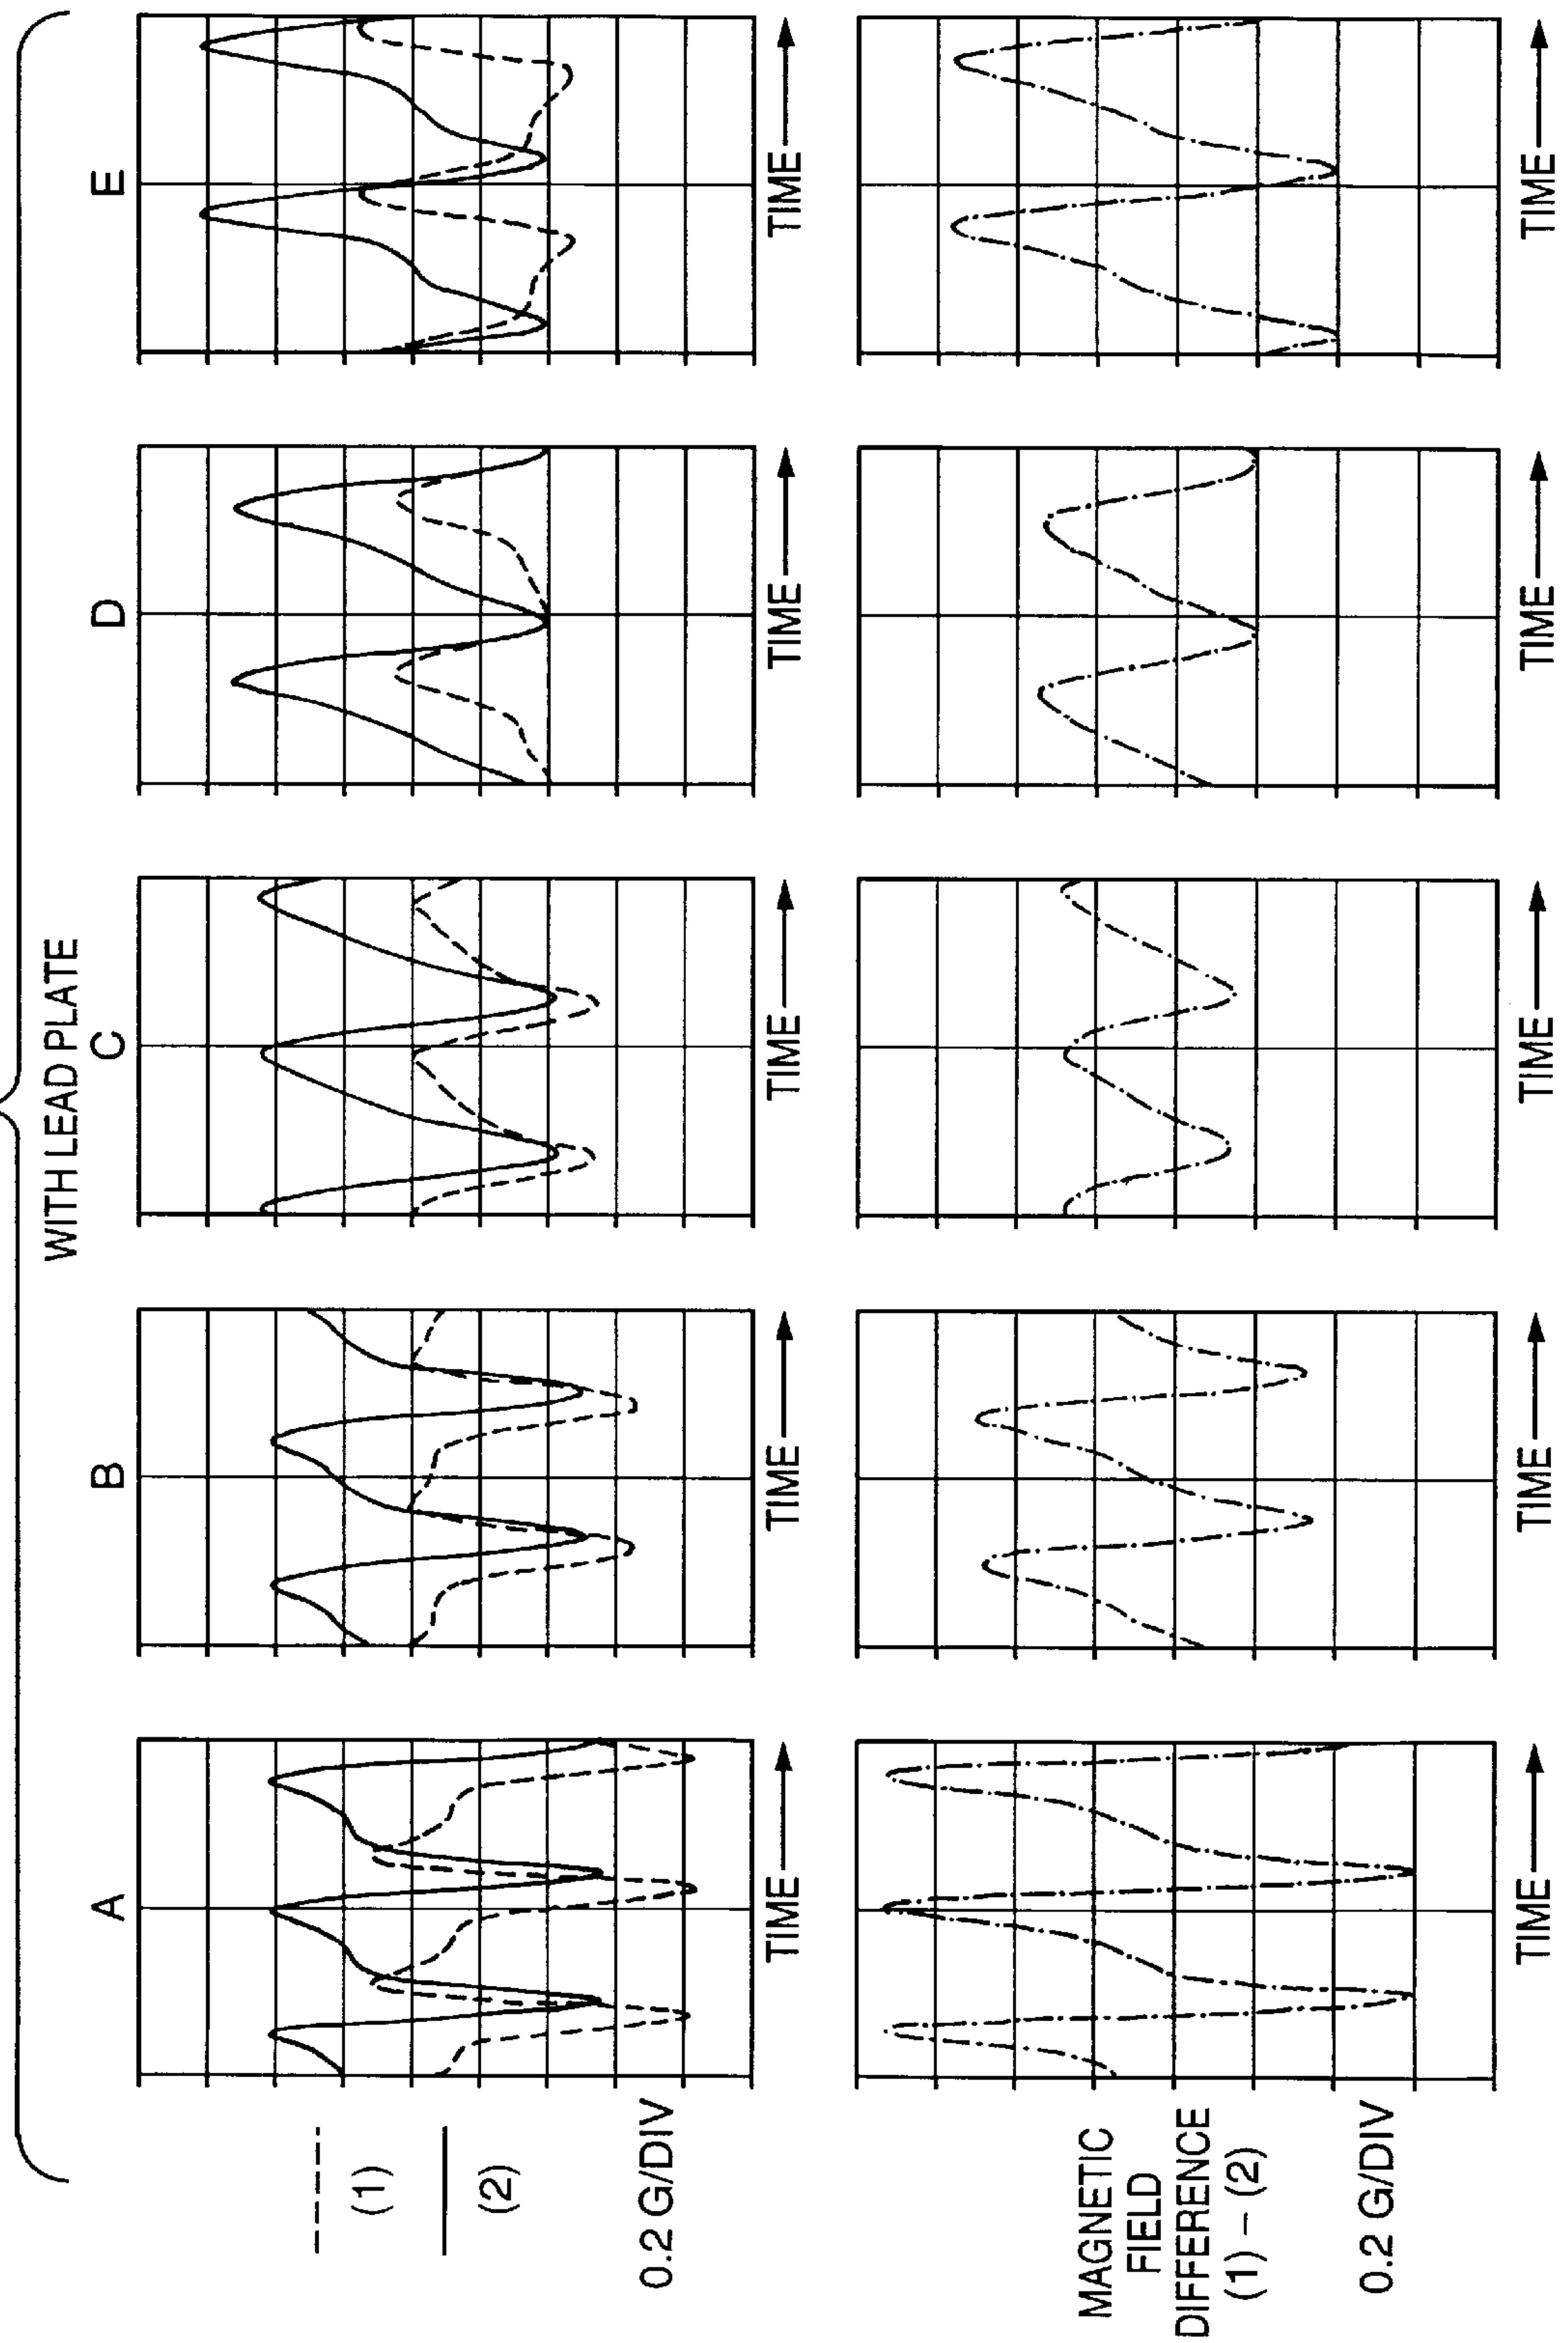 WITH LEAD PLATE
A
B
C
D
E
(1)
(2)
0.2 G/DIV
TIME
TIME
TIME
TIME
TIME
MAGNETIC
FIELD
DIFFERENCE
(1) – (2)
0.2 G/DIV
TIME
TIME
TIME
TIME
TIME